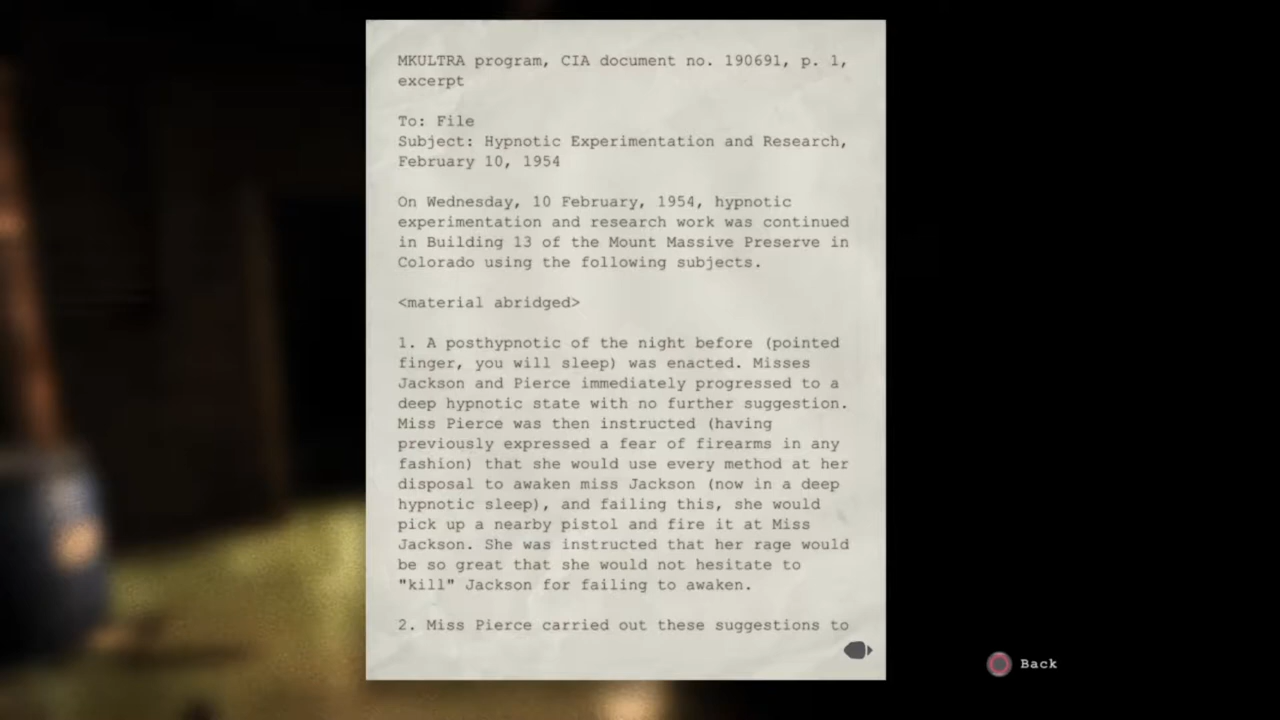 MKULTRA program, CIA document no. 190691, p. 1,
excerpt
To: File
Subject: Hypnotic Experimentation and Research,
February 10, 1954
On Wednesday, 10 February, 1954, hypnotic
experimentation and research work was continued
in Building 13 of the Mount Massive Preserve in
Colorado using the following subjects.
<material abridged>
1. A posthypnotic of the night before (pointed
finger, you will sleep) was enacted. Misses
Jackson and Pierce immediately progressed to a
deep hypnotic state with no further suggestion.
Miss Pierce was then instructed (having
previously expressed a fear of firearms in any
fashion) that she would use every method at her
disposal to awaken miss Jackson (now in a deep
hypnotic sleep), and failing this, she would
pick up a nearby pistol and fire it at Miss
Jackson. She was instructed that her rage would
be so great that she would not hesitate to
"kill" Jackson for failing to awaken.
2. Miss Pierce carried out these suggestions to
Back